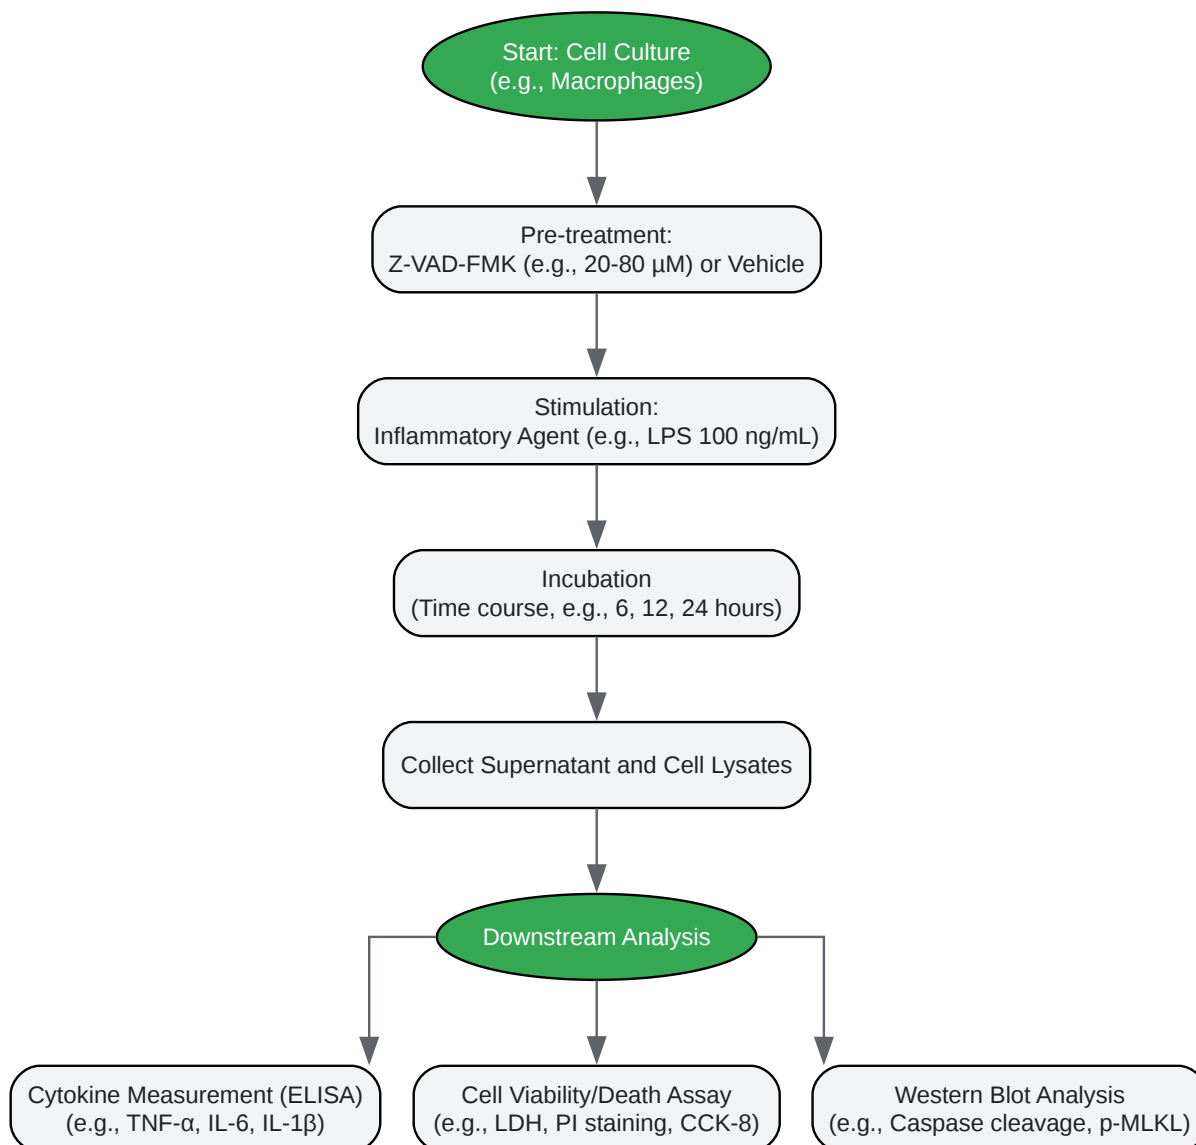 Start: Cell Culture
(e.g., Macrophages)
Pre-treatment:
Z-VAD-FMK (e.g., 20-80 µM) or Vehicle
Stimulation:
Inflammatory Agent (e.g., LPS 100 ng/mL)
Incubation
(Time course, e.g., 6, 12, 24 hours)
Collect Supernatant and Cell Lysates
Downstream Analysis
Cytokine Measurement (ELISA)
(e.g., TNF-α, IL-6, IL-1β)
Cell Viability/Death Assay
(e.g., LDH, PI staining, CCK-8)
Western Blot Analysis
(e.g., Caspase cleavage, p-MLKL)